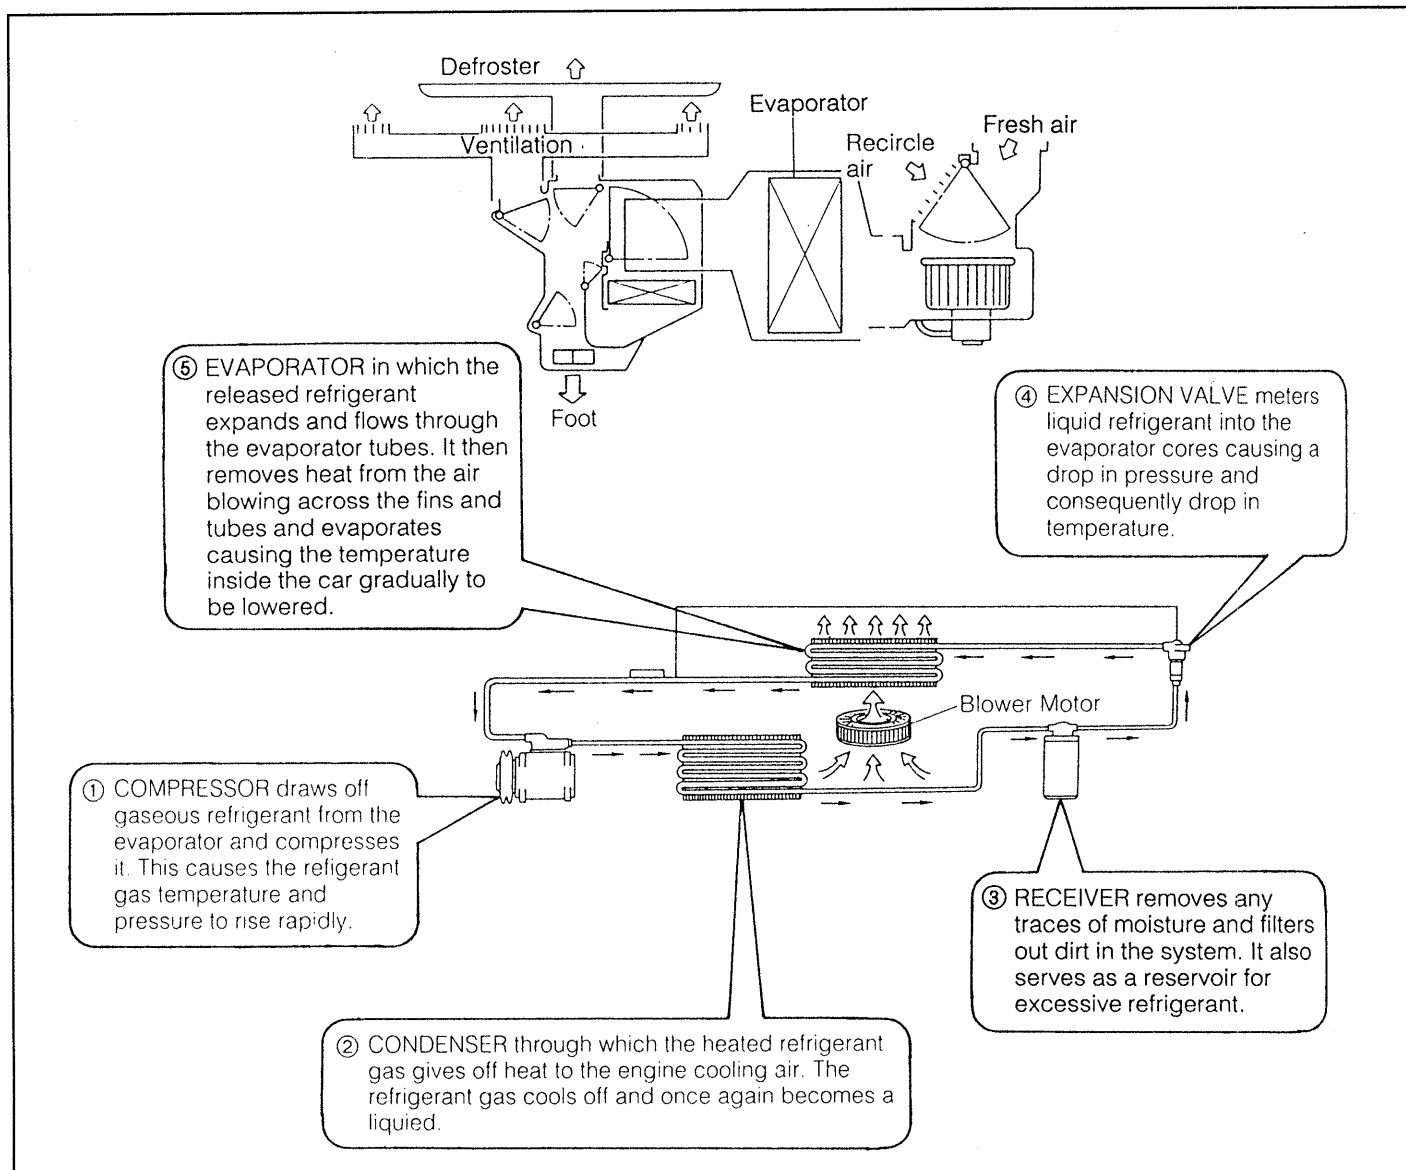 Defroster
Evaporator
Fresh air
Ventilation
Recircle
air
Foot
⑤ EVAPORATOR in which the
released refrigerant
expands and flows through
the evaporator tubes. It then
removes heat from the air
blowing across the fins and
tubes and evaporates
causing the temperature
inside the car gradually to
be lowered.
④ EXPANSION VALVE meters
liquid refrigerant into the
evaporator cores causing a
drop in pressure and
consequently drop in
temperature.
Blower Motor
① COMPRESSOR draws off
gaseous refrigerant from the
evaporator and compresses
it. This causes the refigerant
gas temperature and
pressure to rise rapidly.
③ RECEIVER removes any
traces of moisture and filters
out dirt in the system. It also
serves as a reservoir for
excessive refrigerant.
② CONDENSER through which the heated refrigerant
gas gives off heat to the engine cooling air. The
refrigerant gas cools off and once again becomes a
liquied.